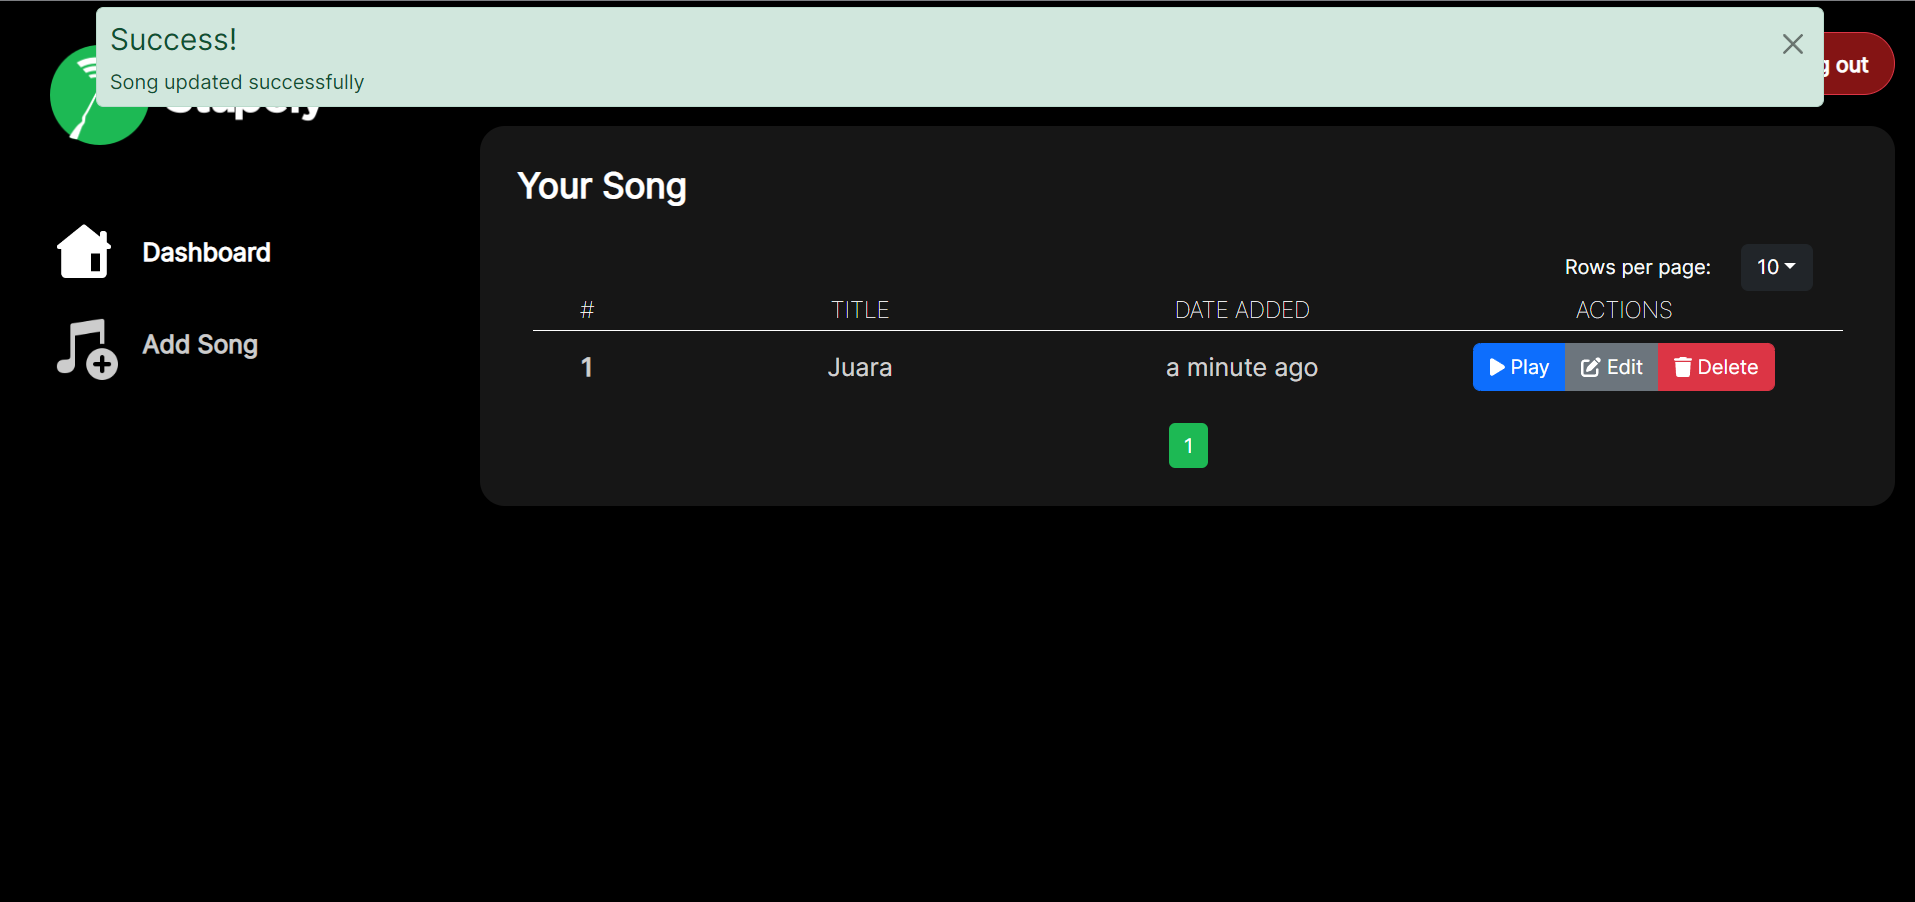 Success!
Song updated successfully
out
Your Song
Dashboard
Add Song
Rows per page: 10
# TITLE DATE ADDED ACTIONS
1 Juara a minute ago Play Edit Delete
1